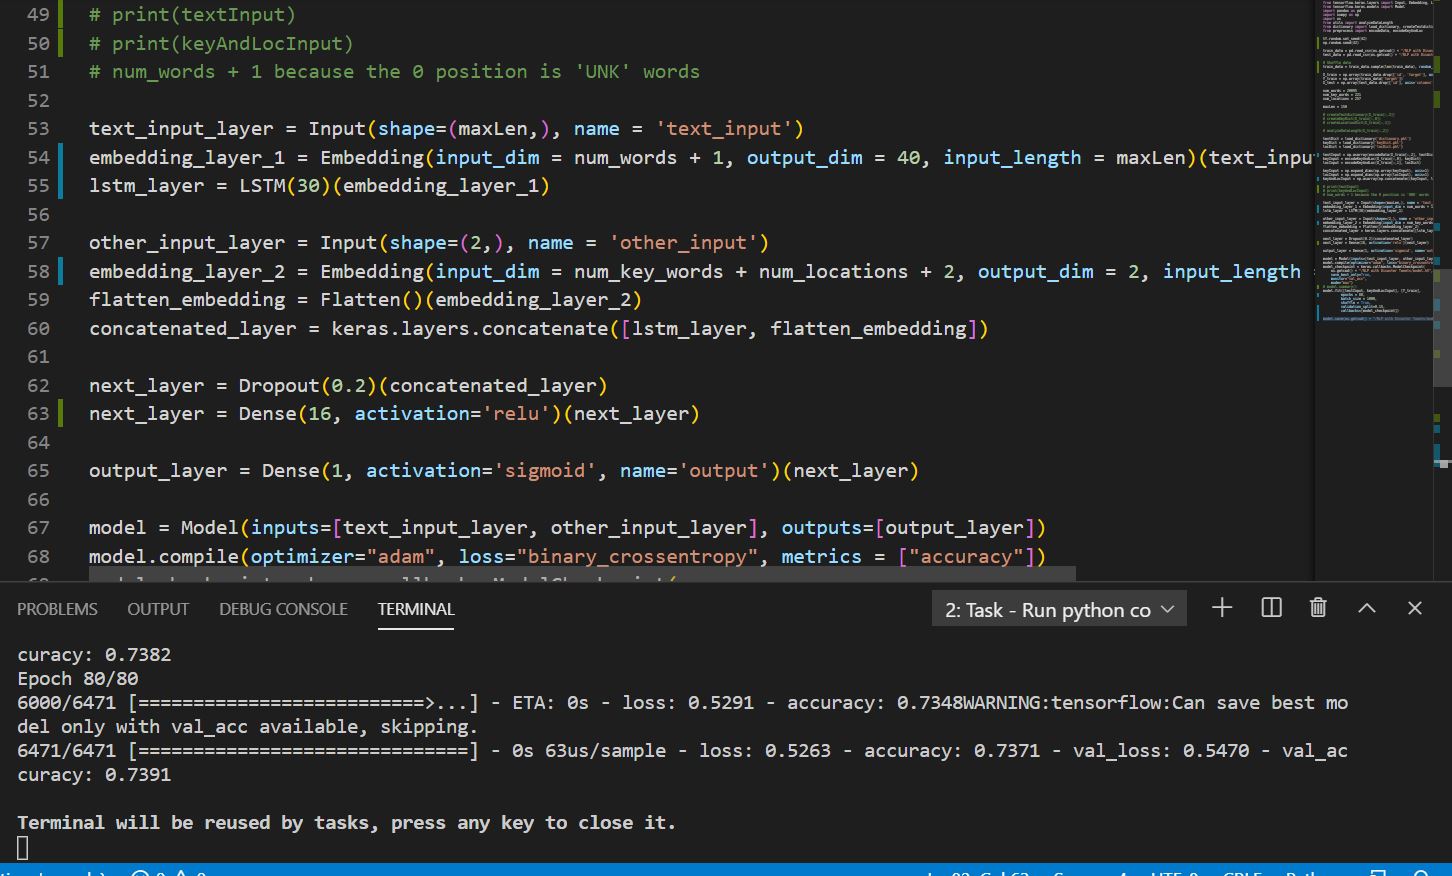 49 # print(textInput)
50 # print(keyAndLocInput)
51 # num_words + 1 because the 0 position is 'UNK' words
52
53 text_input_layer = Input(shape=(maxLen,), name = 'text_input')
54 embedding_layer_1 = Embedding(input_dim = num_words + 1, output_dim = 40, input_length = maxLen)(text_inpu
55 lstm_layer = LSTM(30)(embedding_layer_1)
56
57 other_input_layer = Input(shape=(2,), name = 'other_input')
58 embedding_layer_2 = Embedding(input_dim = num_key_words + num_locations + 2, output_dim = 2, input_length
59 flatten_embedding = Flatten()(embedding_layer_2)
60 concatenated_layer = keras.layers.concatenate([lstm_layer, flatten_embedding])
61
62 next_layer = Dropout(0.2)(concatenated_layer)
63 next_layer = Dense(16, activation='relu')(next_layer)
64
65 output_layer = Dense(1, activation='sigmoid', name='output')(next_layer)
66
67 model = Model(inputs=[text_input_layer, other_input_layer], outputs=[output_layer])
68 model.compile(optimizer="adam", loss="binary_crossentropy", metrics = ["accuracy"])
PROBLEMS OUTPUT DEBUG CONSOLE TERMINAL 2: Task - Run python co
curacy: 0.7382
Epoch 80/80
6000/6471 [==========================>...] - ETA: 0s - loss: 0.5291 - accuracy: 0.7348WARNING:tensorflow:Can save best mo
del only with val_acc available, skipping.
6471/6471 [==============================] - 0s 63us/sample - loss: 0.5263 - accuracy: 0.7371 - val_loss: 0.5470 - val_ac
curacy: 0.7391
Terminal will be reused by tasks, press any key to close it.